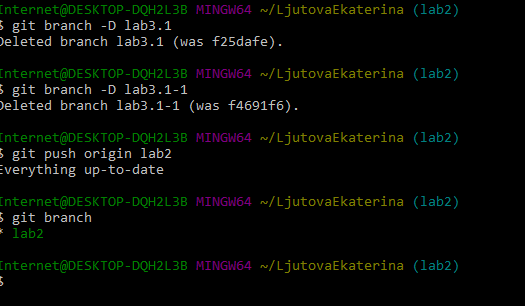 Internet@DESKTOP-DQH2L3B MINGW64 ~/LjutovaEkaterina (lab2)
$ git branch -D lab3.1
Deleted branch lab3.1 (was f25dafe).
Internet@DESKTOP-DQH2L3B MINGW64 ~/LjutovaEkaterina (lab2)
$ git branch -D lab3.1-1
Deleted branch lab3.1-1 (was f4691f6).
Internet@DESKTOP-DQH2L3B MINGW64 ~/LjutovaEkaterina (lab2)
$ git push origin lab2
Everything up-to-date
Internet@DESKTOP-DQH2L3B MINGW64 ~/LjutovaEkaterina (lab2)
$ git branch
* lab2
Internet@DESKTOP-DQH2L3B MINGW64 ~/LjutovaEkaterina (lab2)
$